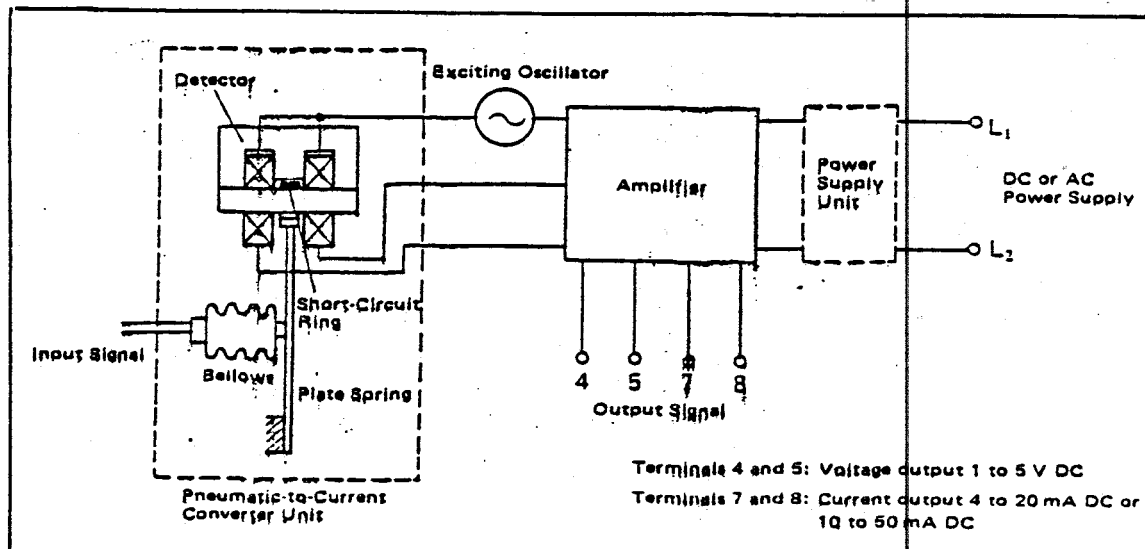 Exciting Oscillator
Detector
Amplifier
Power
Supply
Unit
L1
DC or AC
Power Supply
L2
Short-Circuit
Ring
Input Signal
Bellows
Plate Spring
4 5 7 8
Output Signal
Terminals 4 and 5: Voltage output 1 to 5 V DC
Terminals 7 and 8: Current output 4 to 20 mA DC or
10 to 50 mA DC
Pneumatic-to-Current
Converter Unit